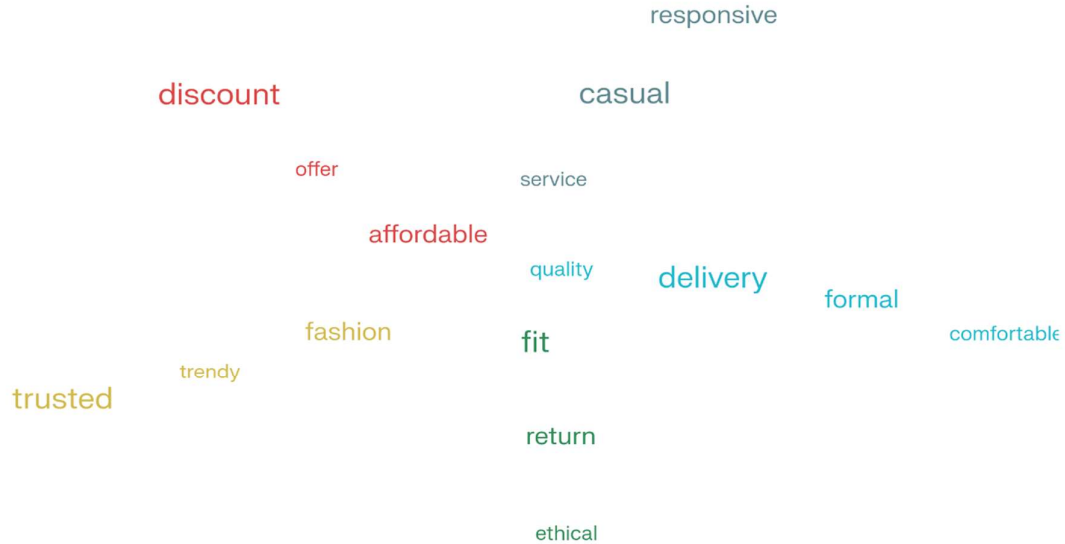 responsive
discount
casual
offer
service
affordable
quality
delivery
formal
fashion
fit
comfortable
trendy
trusted
return
ethical